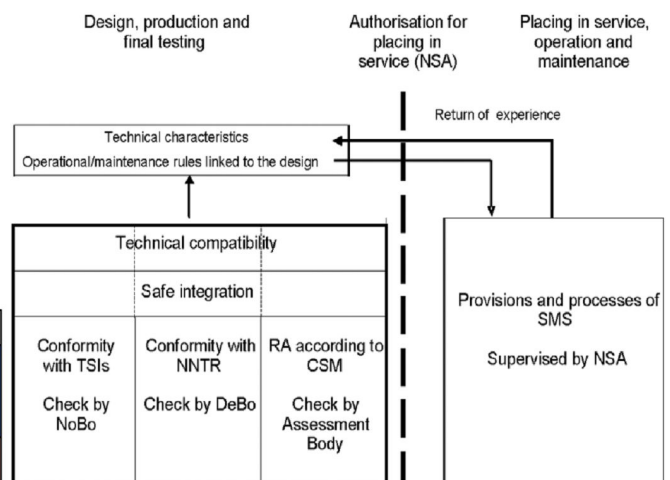 Design, production and
final testing
Authorisation for
placing in
service (NSA)
Placing in service,
operation and
maintenance
Return of experience
Technical characteristics
Operational/maintenance rules linked to the design
Technical compatibility
Safe integration
Conformity
with TSIs
Check by
NoBo
Conformity with
NNTR
Check by DeBo
RA according to
CSM
Check by
Assessment
Body
Provisions and processes of
SMS
Supervised by NSA